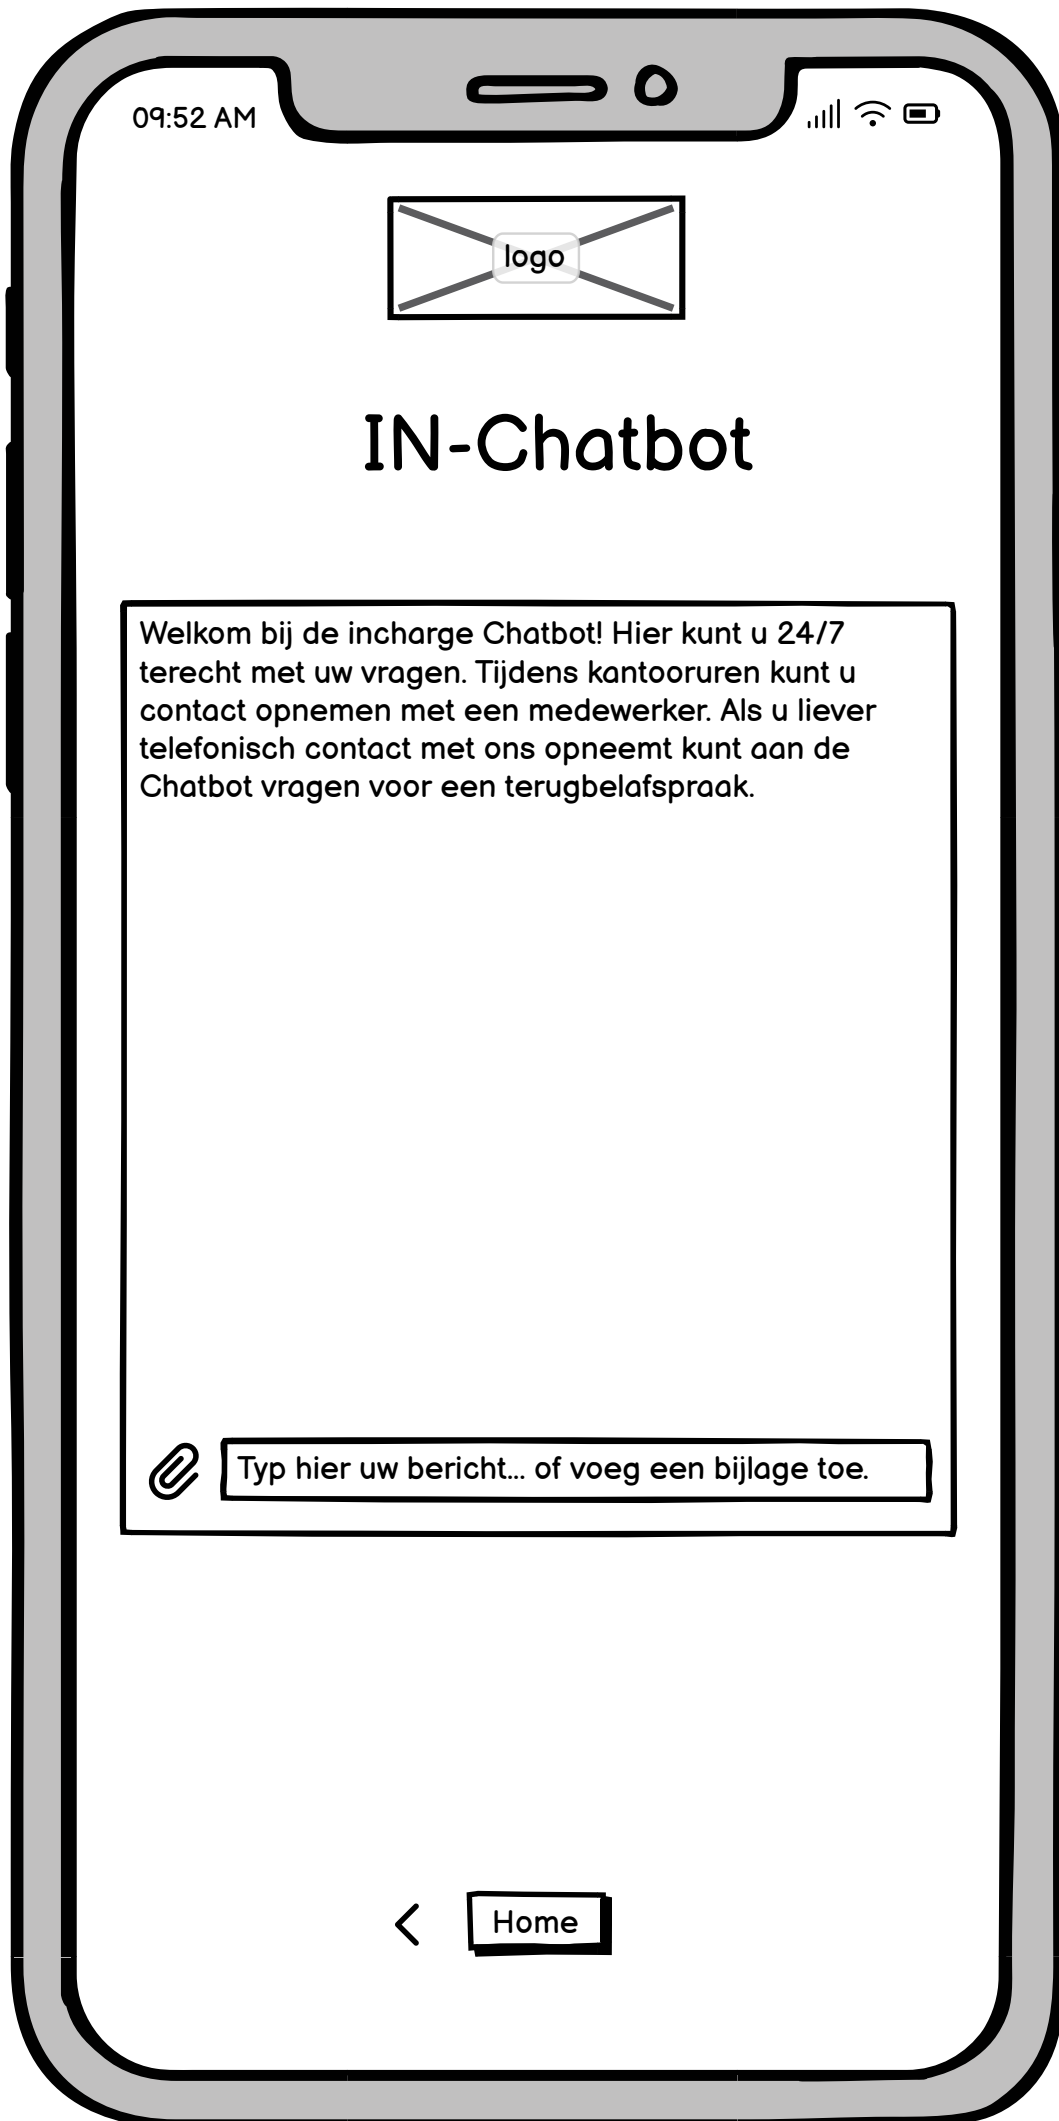 09:52 AM
logo
IN-Chatbot
Welkom bij de incharge Chatbot! Hier kunt u 24/7
terecht met uw vragen. Tijdens kantooruren kunt u
contact opnemen met een medewerker. Als u liever
telefonisch contact met ons opneemt kunt aan de
Chatbot vragen voor een terugbelafspraak.
Typ hier uw bericht... of voeg een bijlage toe.
Home